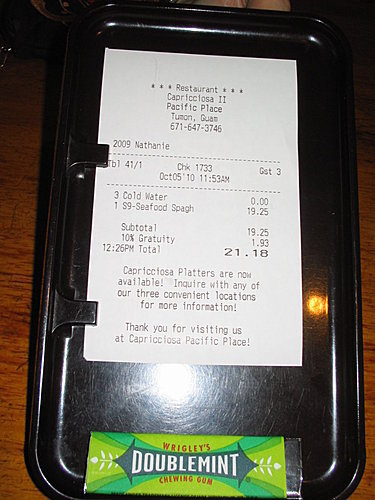 * * * Restaurant * * *
Capricciosa II
Pacific Place
Tumon, Guam
671-647-3746
2009 Nathanie
Tbl 41/1 Chk 1733 Gst 3
Oct05'10 11:53AM
3 Cold Water 0.00
1 S9-Seafood Spagh 19.25
Subtotal 19.25
10% Gratuity 1.93
12:26PM Total 21.18
Capricciosa Platters are now
available! Inquire with any of
our three convenient locations
for more information!
Thank you for visiting us
at Capricciosa Pacific Place!
WRIGLEY'S
DOUBLEMINT
CHEWING GUM